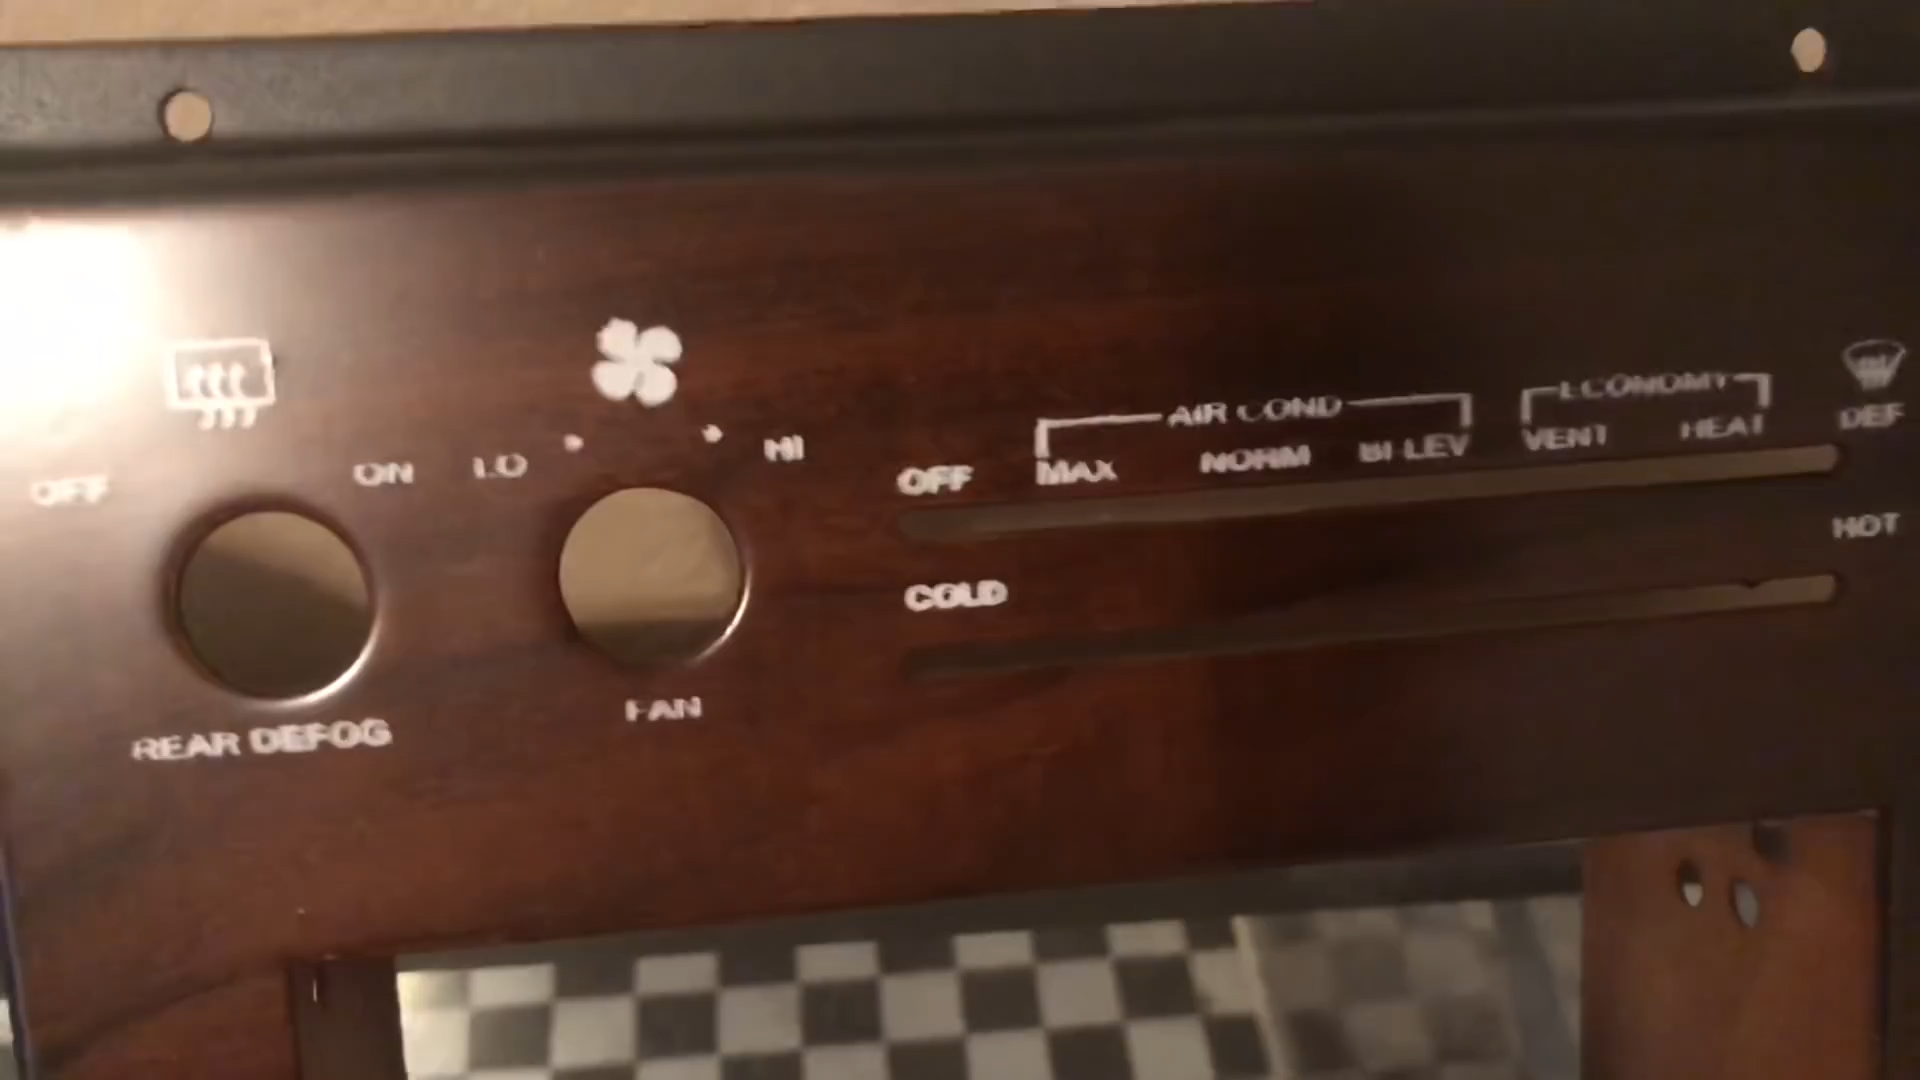 OFF ON LO HI
REAR DEFOG
FAN
AIR COND ECONOMY
OFF MAX NORM BI-LEV VENT HEAT DEF
COLD HOT